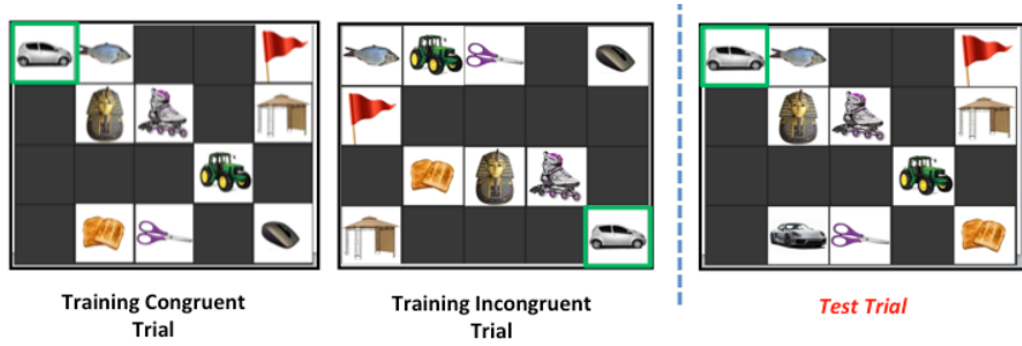 Training Congruent
Trial
Training Incongruent
Trial
Test Trial